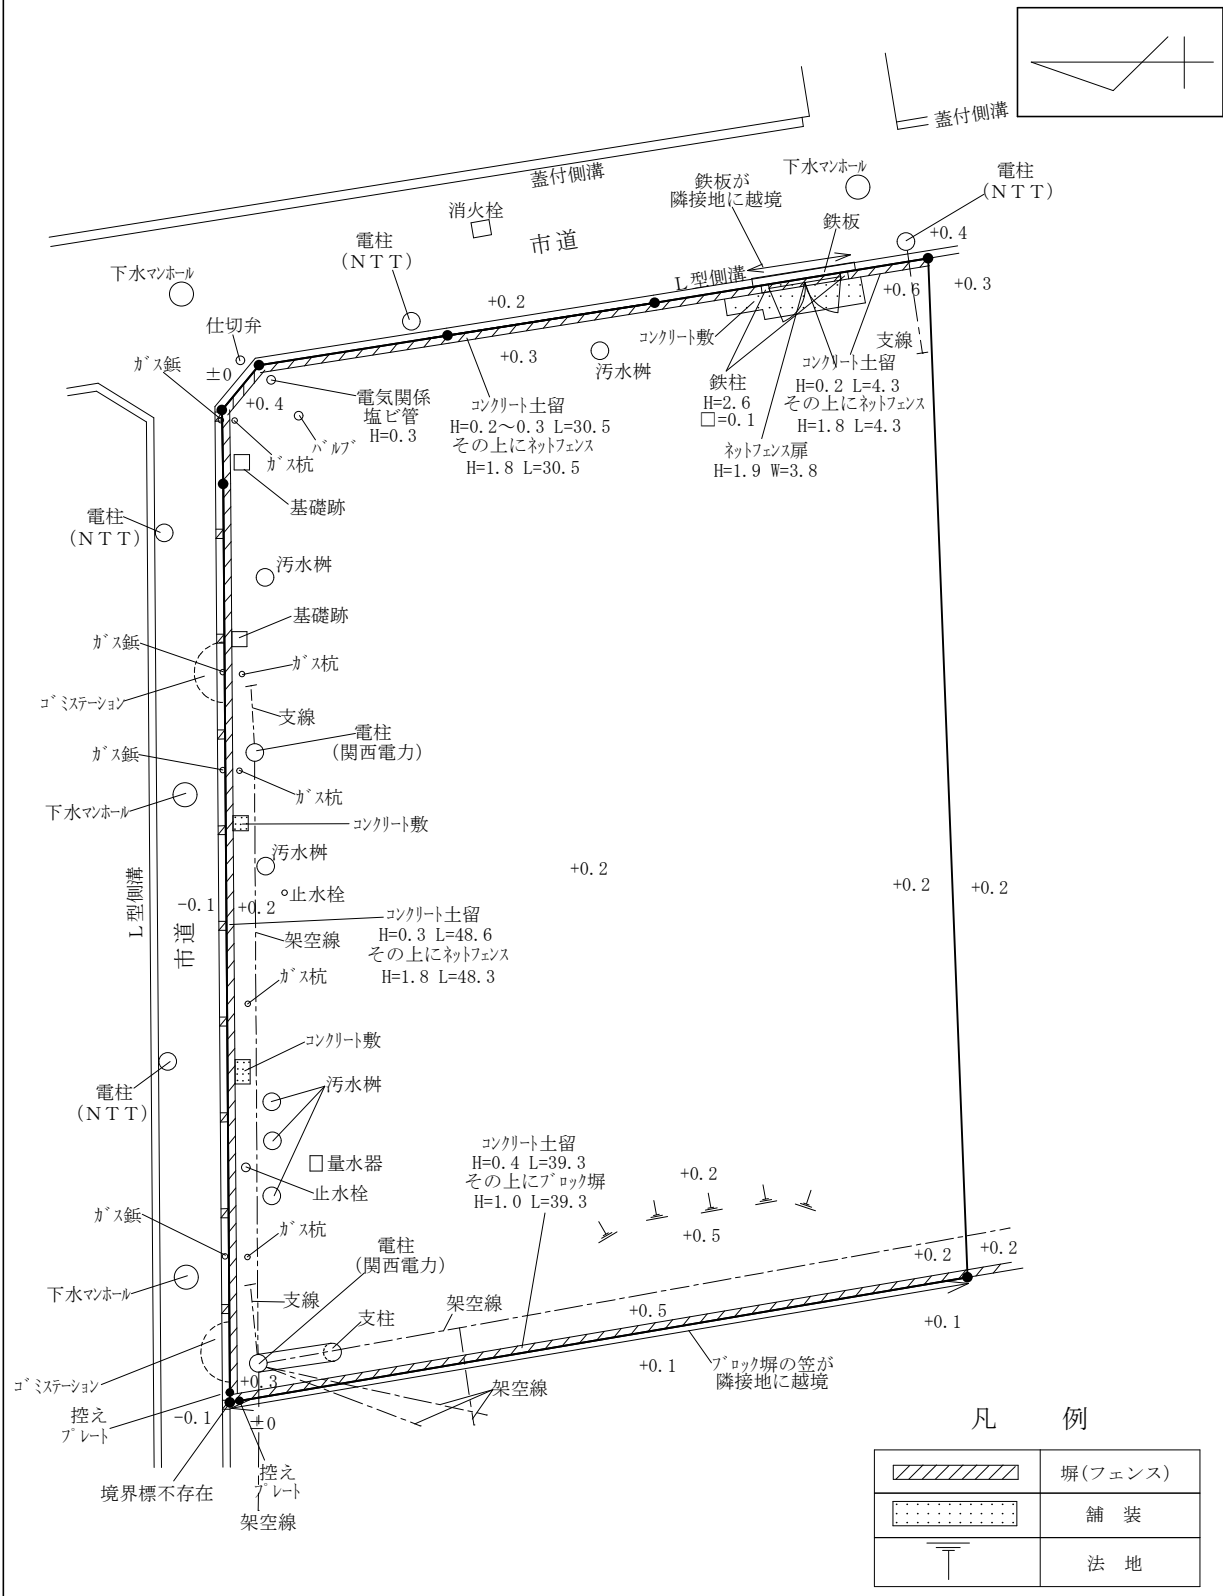 蓋付側溝
蓋付側溝
下水マンホール
電柱
(NTT)
鉄板が
隣接地に越境
鉄板
消火栓
市道
電柱
(NTT)
+0.4
下水マンホール
L型側溝
+0.6
+0.3
+0.2
仕切弁
支線
コンクリート敷
+0.3
汚水桝
ガス鋲
±0
+0.4
電気関係
塩ビ管
H=0.3
コンクリート土留
H=0.2～0.3 L=30.5
その上にネットフェンス
H=1.8 L=30.5
鉄柱
H=2.6
□=0.1
コンクリート土留
H=0.2 L=4.3
その上にネットフェンス
H=1.8 L=4.3
バルブ
ガス杭
ネットフェンス扉
H=1.9 W=3.8
基礎跡
電柱
(NTT)
汚水桝
基礎跡
ガス鋲
ガス杭
ゴミステーション
支線
電柱
(関西電力)
ガス鋲
ガス杭
下水マンホール
コンクリート敷
汚水桝
+0.2
+0.2
+0.2
L型側溝
止水栓
-0.1
+0.2
市道
架空線
コンクリート土留
H=0.3 L=48.6
その上にネットフェンス
H=1.8 L=48.3
ガス杭
コンクリート敷
電柱
(NTT)
汚水桝
量水器
止水栓
コンクリート土留
H=0.4 L=39.3
その上にブロック塀
H=1.0 L=39.3
+0.2
+0.5
ガス鋲
ガス杭
電柱
(関西電力)
+0.2
+0.2
下水マンホール
支線
支柱
架空線
+0.5
+0.1
+0.1
ブロック塀の笠が
隣接地に越境
ゴミステーション
+0.3
架空線
控え
プレート
-0.1
±0
控え
プレート
境界標不存在
架空線
凡 例
塀(フェンス)
舗 装
法 地